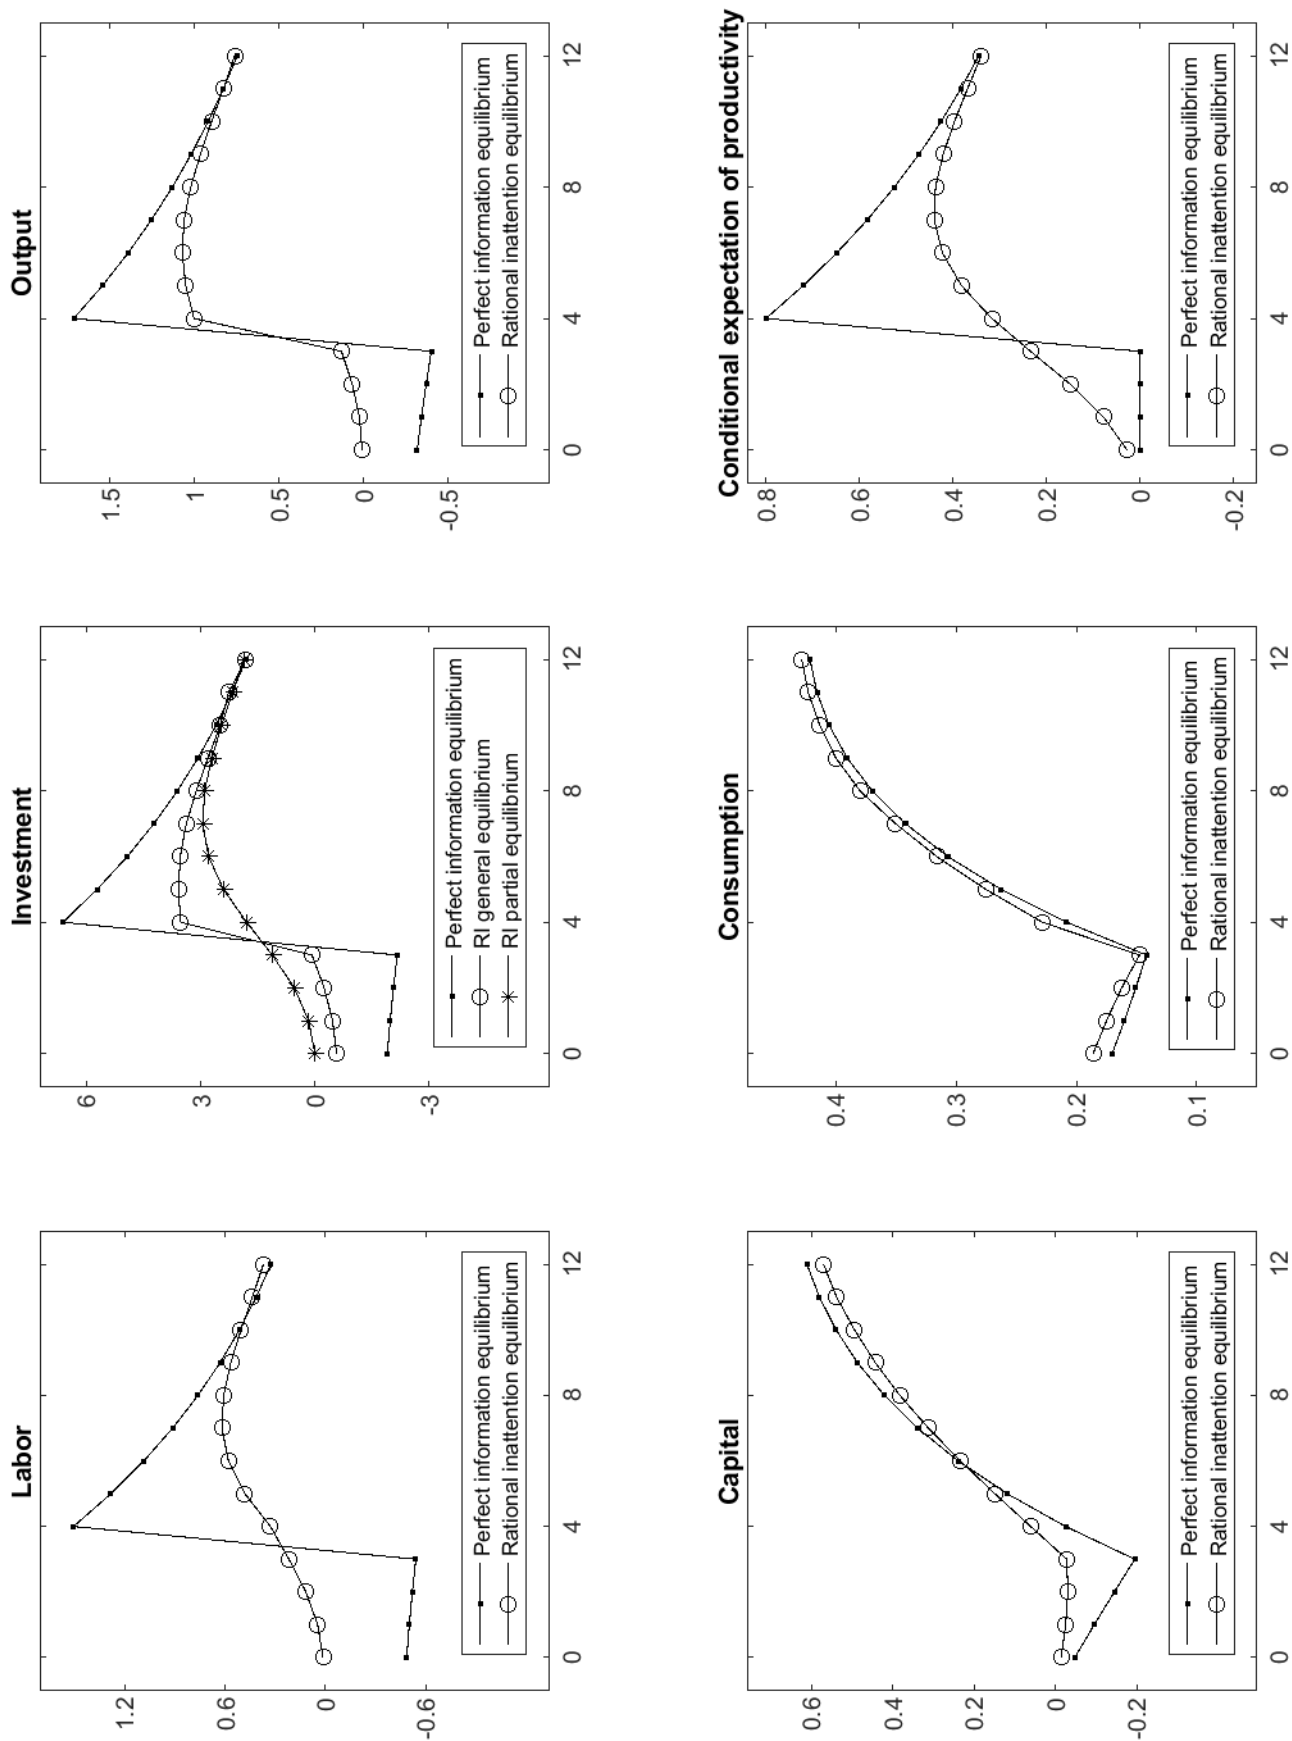 Labor
1.2
0.6
0
-0.6
0
4
8
12
Perfect information equilibrium
Rational inattention equilibrium
Investment
6
3
0
-3
0
4
8
12
Perfect information equilibrium
RI general equilibrium
RI partial equilibrium
Output
1.5
1
0.5
0
-0.5
0
4
8
12
Perfect information equilibrium
Rational inattention equilibrium
Capital
0.6
0.4
0.2
0
-0.2
0
4
8
12
Perfect information equilibrium
Rational inattention equilibrium
Consumption
0.4
0.3
0.2
0.1
0
4
8
12
Perfect information equilibrium
Rational inattention equilibrium
Conditional expectation of productivity
0.8
0.6
0.4
0.2
0
-0.2
0
4
8
12
Perfect information equilibrium
Rational inattention equilibrium